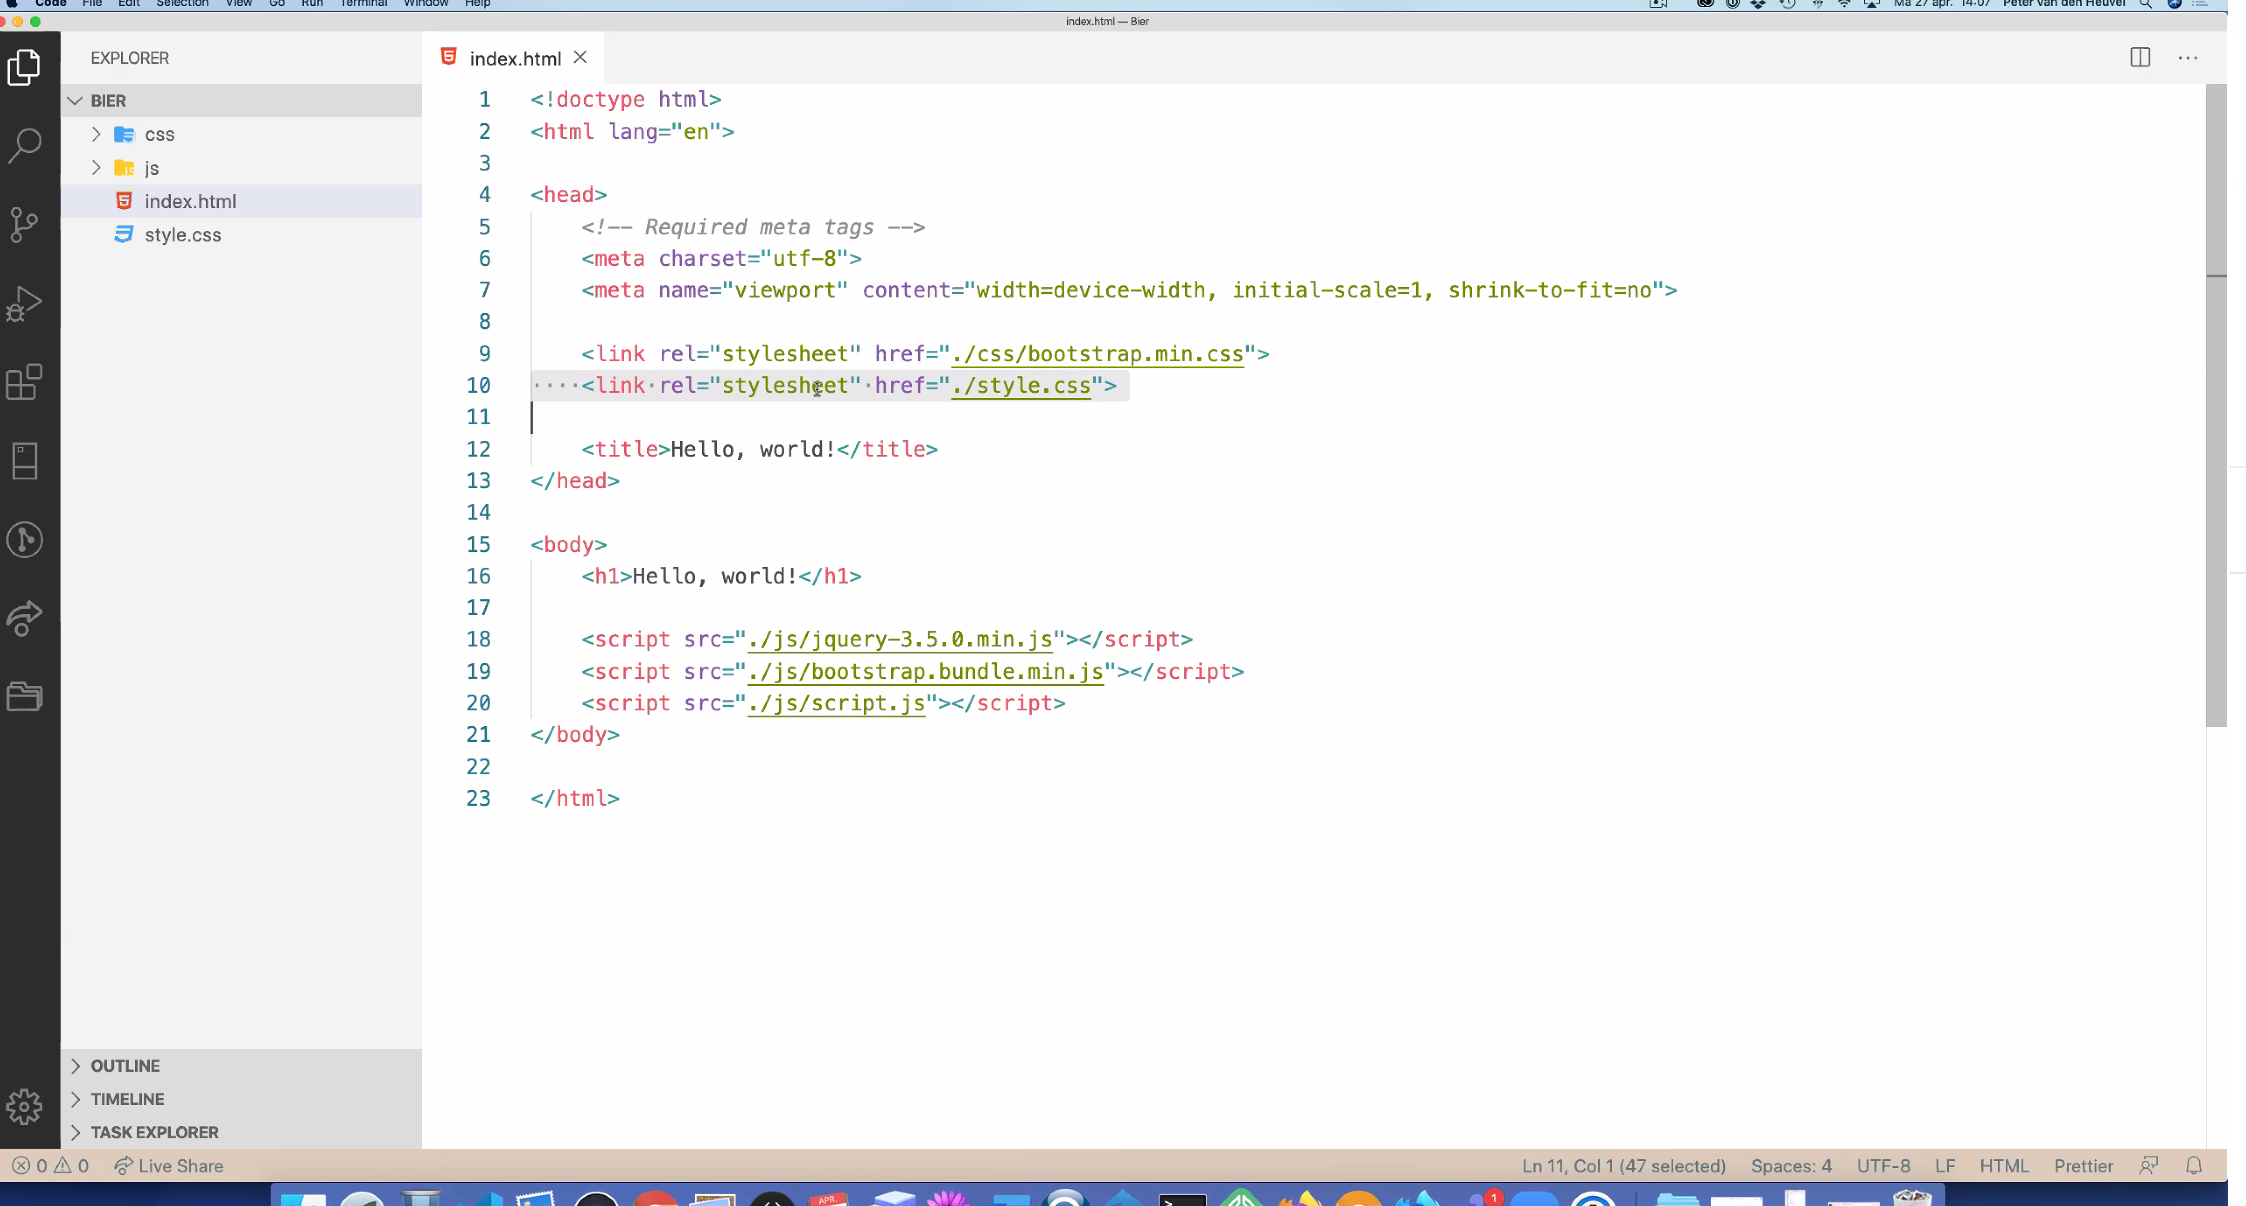 Code File Edit Selection View Go Run Terminal Window Help Ma 27 apr. 14:07 Peter van den Heuvel
index.html — Bier
EXPLORER
index.html
BIER
css
js
index.html
style.css
1 <!doctype html>
2 <html lang="en">
3
4 <head>
5 <!-- Required meta tags -->
6 <meta charset="utf-8">
7 <meta name="viewport" content="width=device-width, initial-scale=1, shrink-to-fit=no">
8
9 <link rel="stylesheet" href="./css/bootstrap.min.css">
10 ····<link·rel="stylesheet"·href="./style.css">
11
12 <title>Hello, world!</title>
13 </head>
14
15 <body>
16 <h1>Hello, world!</h1>
17
18 <script src="./js/jquery-3.5.0.min.js"></script>
19 <script src="./js/bootstrap.bundle.min.js"></script>
20 <script src="./js/script.js"></script>
21 </body>
22
23 </html>
OUTLINE
TIMELINE
TASK EXPLORER
0 0 Live Share Ln 11, Col 1 (47 selected) Spaces: 4 UTF-8 LF HTML Prettier
APR.
1